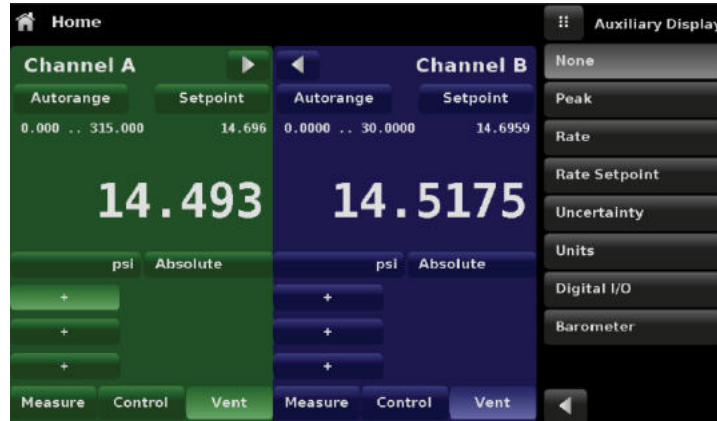 Home
Channel A
Autorange Setpoint
0.000 .. 315.000 14.696
14.493
psi Absolute
+
+
+
Measure Control Vent
Channel B
Autorange Setpoint
0.0000 .. 30.0000 14.6959
14.5175
psi Absolute
+
+
+
Measure Control Vent
Auxiliary Display
None
Peak
Rate
Rate Setpoint
Uncertainty
Units
Digital I/O
Barometer